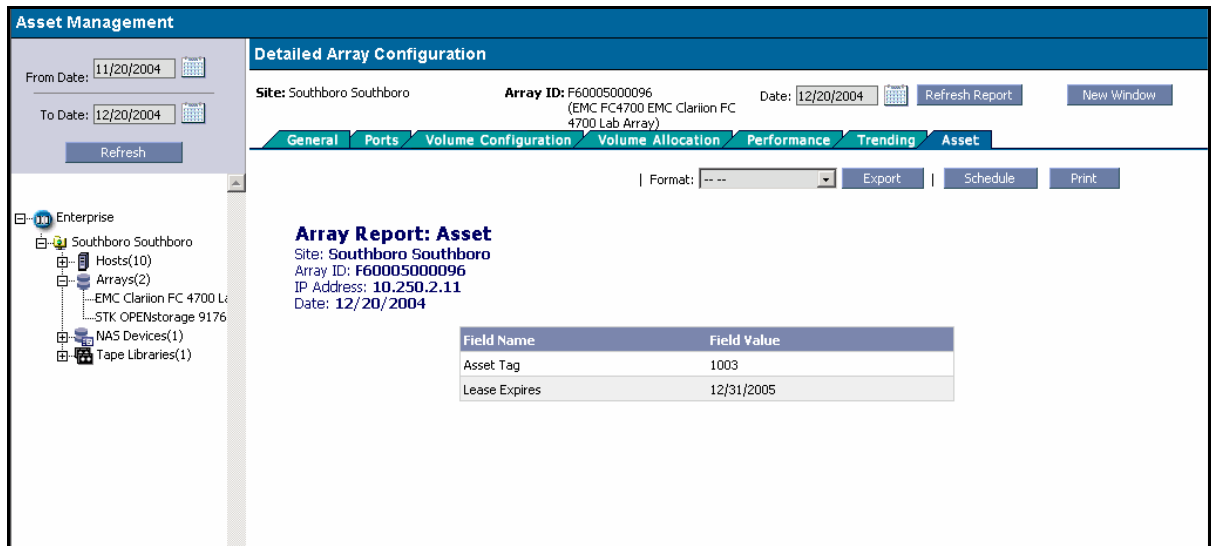 Asset Management
From Date: 11/20/2004
To Date: 12/20/2004
Refresh
Enterprise
Southboro Southboro
Hosts(10)
Arrays(2)
EMC Clariion FC 4700 La
STK OPENstorage 9176
NAS Devices(1)
Tape Libraries(1)
Detailed Array Configuration
Site: Southboro Southboro Array ID: F60005000096 Date: 12/20/2004 Refresh Report New Window
(EMC FC4700 EMC Clariion FC
4700 Lab Array)
General Ports Volume Configuration Volume Allocation Performance Trending Asset
| Format: -- -- Export | Schedule Print
Array Report: Asset
Site: Southboro Southboro
Array ID: F60005000096
IP Address: 10.250.2.11
Date: 12/20/2004
Field Name Field Value
Asset Tag 1003
Lease Expires 12/31/2005